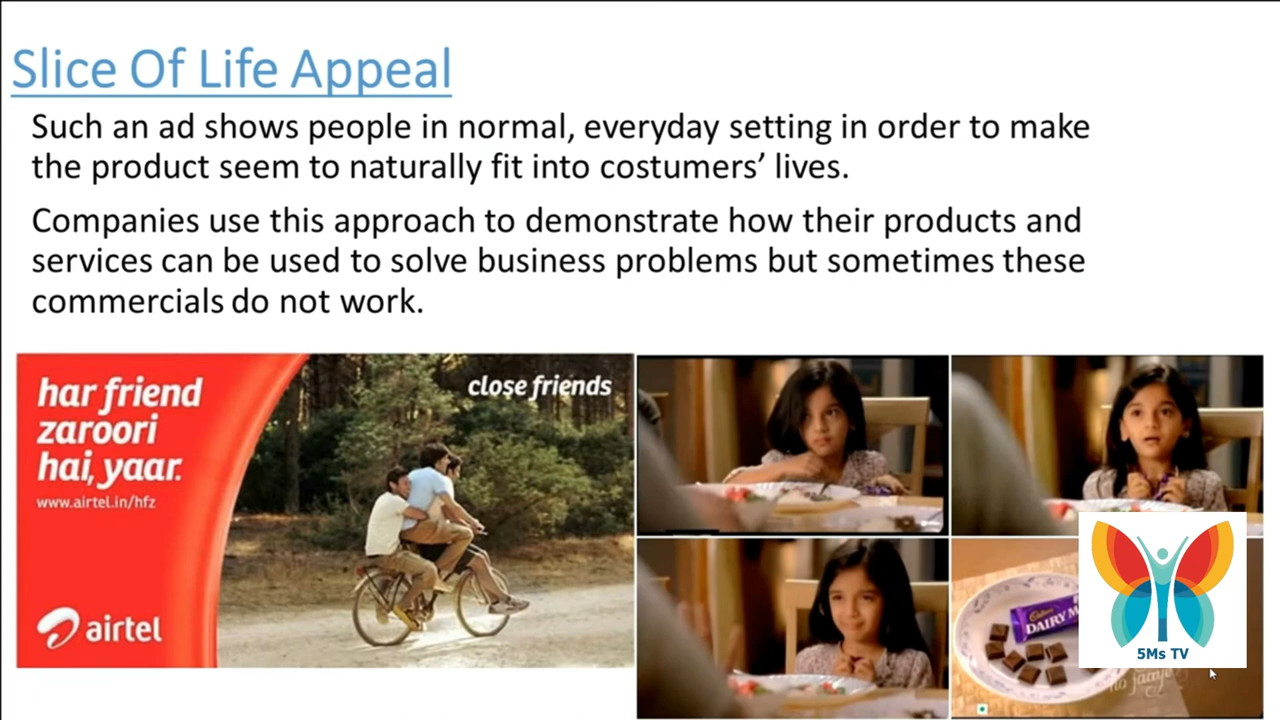 Slice Of Life Appeal
Such an ad shows people in normal, everyday setting in order to make
the product seem to naturally fit into costumers’ lives.
Companies use this approach to demonstrate how their products and
services can be used to solve business problems but sometimes these
commercials do not work.
har friend
zaroori
hai, yaar.
www.airtel.in/hfz
airtel
close friends
Cadbury
DAIRY M
ho jaaye
5Ms TV